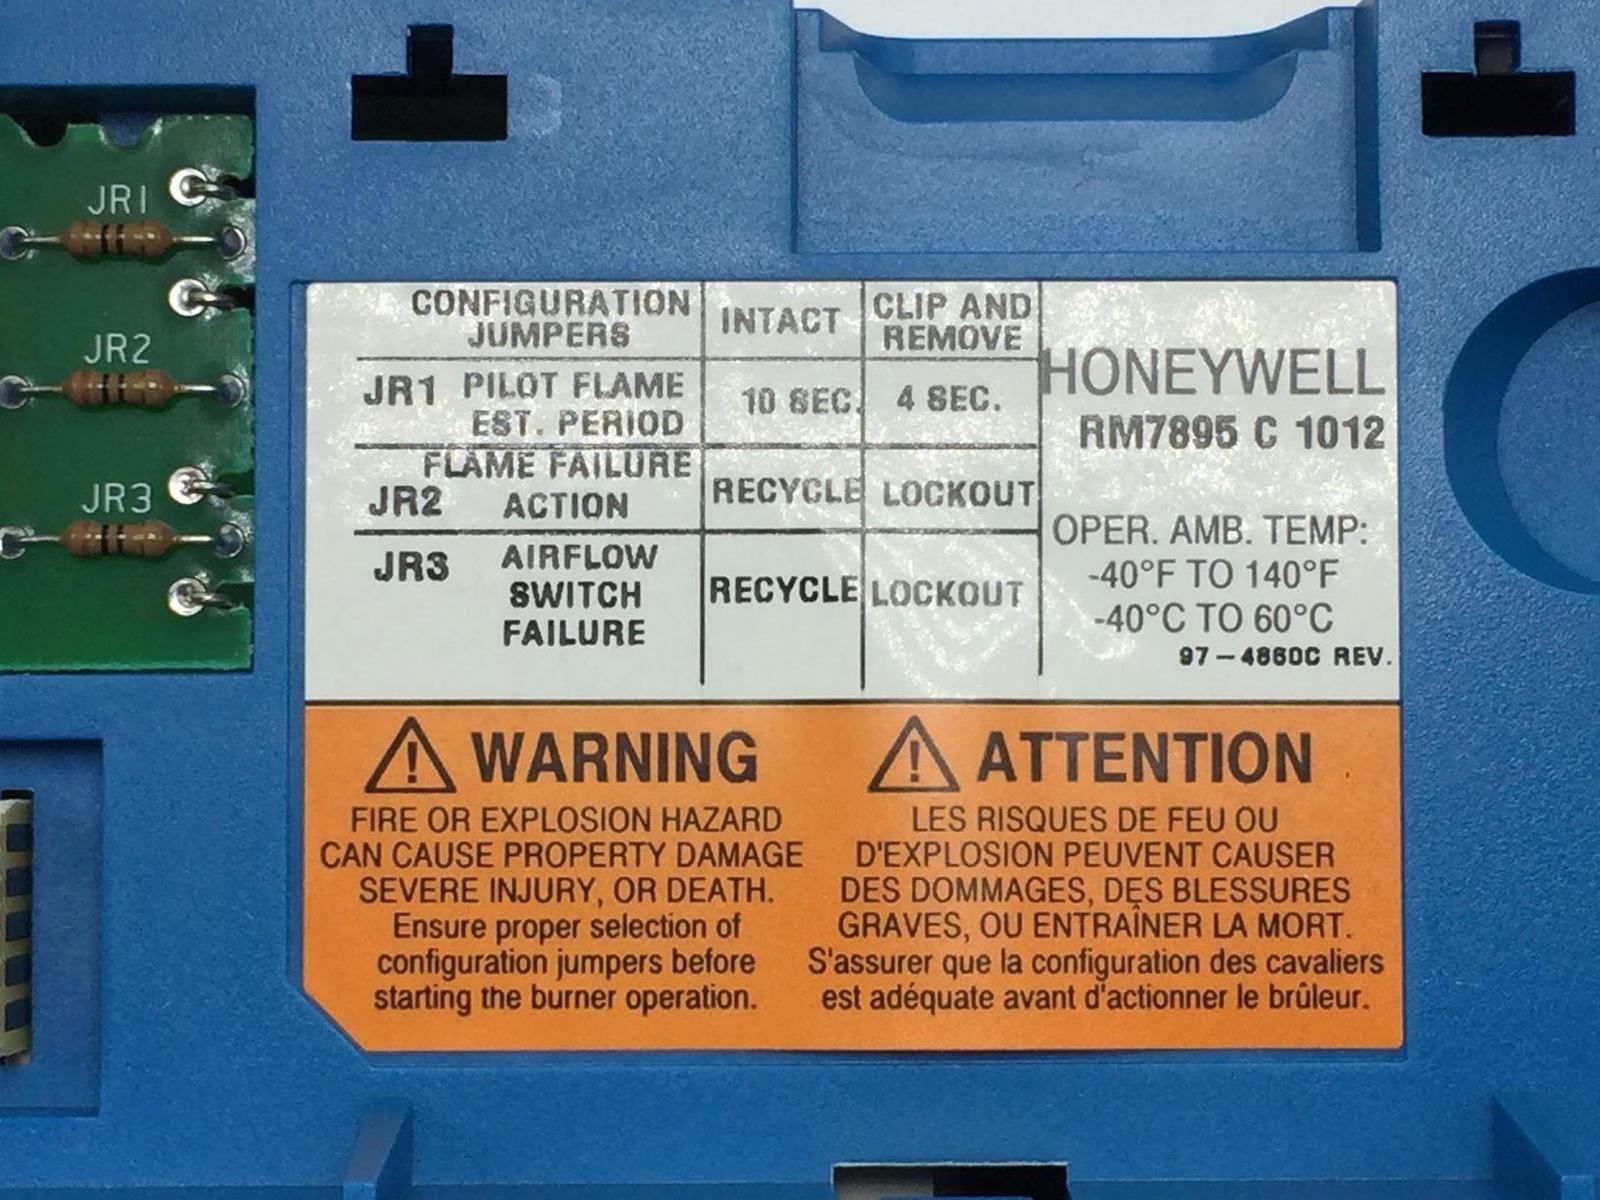 JR1
JR2
JR3
CONFIGURATION JUMPERS INTACT CLIP AND REMOVE
JR1 PILOT FLAME EST. PERIOD 10 SEC. 4 SEC.
JR2 FLAME FAILURE ACTION RECYCLE LOCKOUT
JR3 AIRFLOW SWITCH FAILURE RECYCLE LOCKOUT
HONEYWELL
RM7895 C 1012
OPER. AMB. TEMP:
-40°F TO 140°F
-40°C TO 60°C
97-4860C REV.
WARNING
FIRE OR EXPLOSION HAZARD
CAN CAUSE PROPERTY DAMAGE
SEVERE INJURY, OR DEATH.
Ensure proper selection of
configuration jumpers before
starting the burner operation.
ATTENTION
LES RISQUES DE FEU OU
D'EXPLOSION PEUVENT CAUSER
DES DOMMAGES, DES BLESSURES
GRAVES, OU ENTRAÎNER LA MORT.
S'assurer que la configuration des cavaliers
est adéquate avant d'actionner le brûleur.